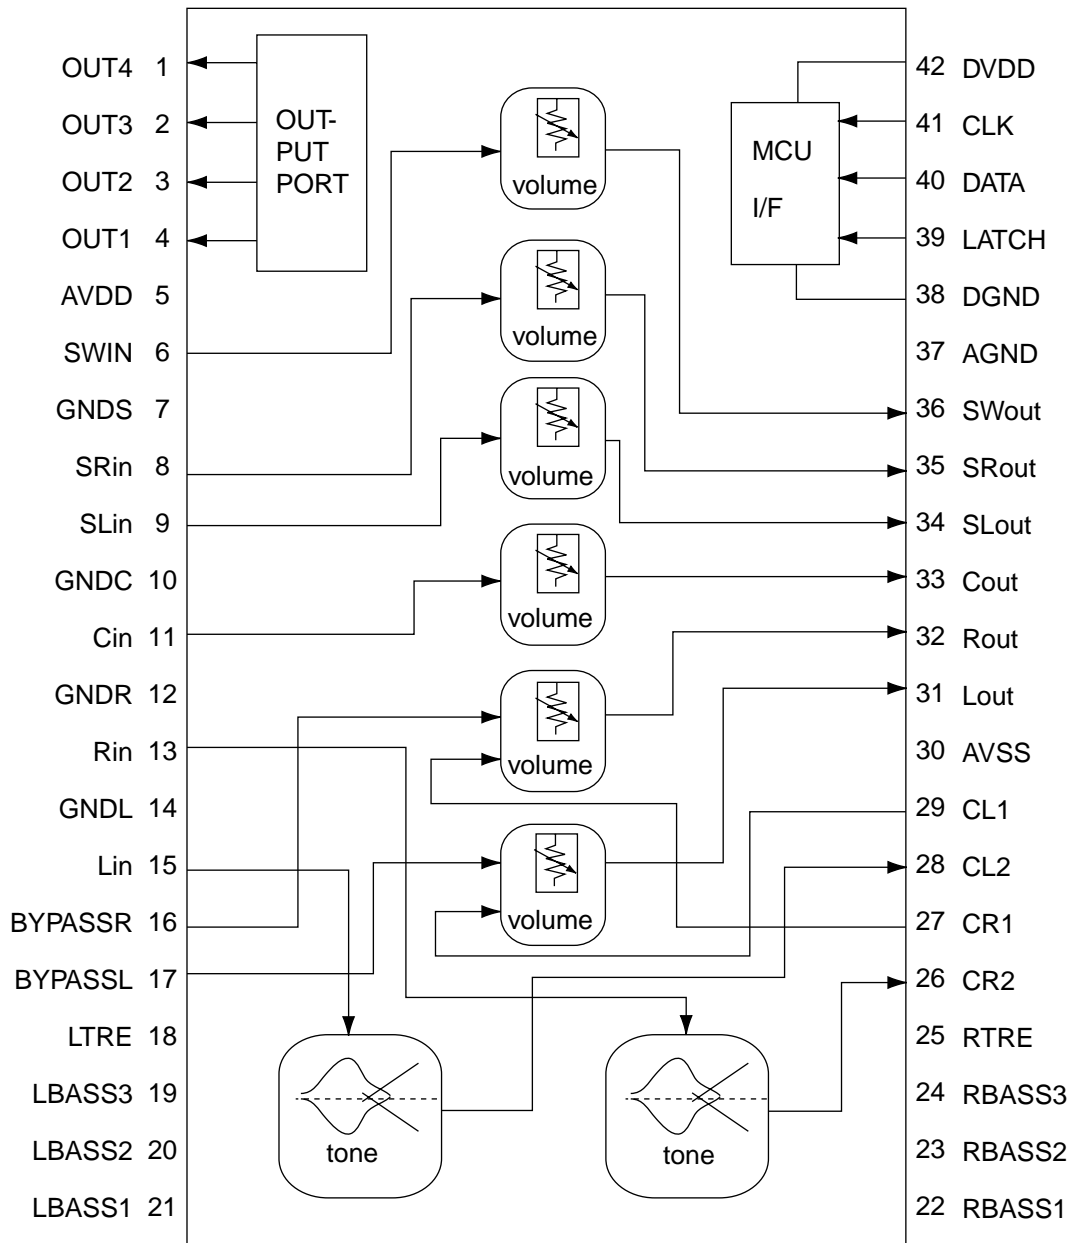 OUT4 1
OUT3 2
OUT2 3
OUT1 4
AVDD 5
SWIN 6
GNDS 7
SRin 8
SLin 9
GNDC 10
Cin 11
GNDR 12
Rin 13
GNDL 14
Lin 15
BYPASSR 16
BYPASSL 17
LTRE 18
LBASS3 19
LBASS2 20
LBASS1 21
OUT-
PUT
PORT
volume
volume
volume
volume
volume
volume
tone
tone
MCU
I/F
42 DVDD
41 CLK
40 DATA
39 LATCH
38 DGND
37 AGND
36 SWout
35 SRout
34 SLout
33 Cout
32 Rout
31 Lout
30 AVSS
29 CL1
28 CL2
27 CR1
26 CR2
25 RTRE
24 RBASS3
23 RBASS2
22 RBASS1